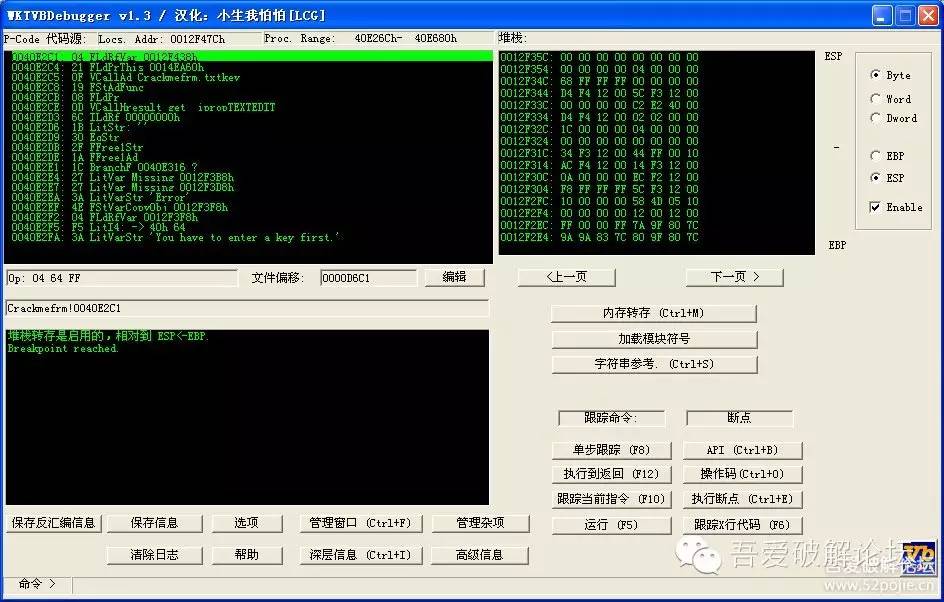 WKTVBDebugger v1.3 / 汉化：小生我怕怕[LCG]
P-Code 代码源: Locs. Addr: 0012F47Ch Proc. Range: 40E26Ch- 40E680h 堆栈:
0040E2C1: 04 FLdRfVar 0012F438h
0040E2C4: 21 FLdPrThis 0014EA60h
0040E2C5: 0F VCallAd Crackmefrm.txtkey
0040E2C8: 19 FStAdFunc
0040E2CB: 08 FLdPr
0040E2CE: 0D VCallHresult get__ipropTEXTEDIT
0040E2D3: 6C ILdRf 00000000h
0040E2D6: 1B LitStr: ''
0040E2D9: 30 EqStr
0040E2DB: 2F FFree1Str
0040E2DE: 1A FFree1Ad
0040E2E1: 1C BranchF 0040E316 ?
0040E2E4: 27 LitVar_Missing 0012F3B8h
0040E2E7: 27 LitVar_Missing 0012F3D8h
0040E2EA: 3A LitVarStr 'Error'
0040E2EF: 4E FStVarCopyObj 0012F3F8h
0040E2F2: 04 FLdRfVar 0012F3F8h
0040E2F5: F5 LitI4: -> 40h 64
0040E2FA: 3A LitVarStr 'You have to enter a key first.'
0012F35C: 00 00 00 00 00 00 00 00
0012F354: 00 00 00 00 04 00 00 00
0012F34C: 68 FF FF FF 00 00 00 00
0012F344: D4 F4 12 00 5C F3 12 00
0012F33C: 00 00 00 00 C2 E2 40 00
0012F334: D4 F4 12 00 02 02 00 00
0012F32C: 1C 00 00 00 04 00 00 00
0012F324: 00 00 00 00 00 00 00 00
0012F31C: 34 F3 12 00 44 FF 00 10
0012F314: AC F4 12 00 14 F3 12 00
0012F30C: 0A 00 00 00 EC F2 12 00
0012F304: F8 FF FF FF 5C F3 12 00
0012F2FC: 10 00 00 00 58 4D 05 10
0012F2F4: 00 00 00 00 12 00 12 00
0012F2EC: FF 00 00 FF 7A 9F 80 7C
0012F2E4: 9A 9A 83 7C 80 9F 80 7C
ESP
-
EBP
Byte
Word
Dword
EBP
ESP
Enable
Op: 04 64 FF 文件偏移: 0000D6C1 编辑
<上一页 下一页 >
Crackmefrm!0040E2C1
内存转存 (Ctrl+M)
加载模块符号
字符串参考. (Ctrl+S)
堆栈转存是启用的，相对到 ESP<-EBP.
Breakpoint reached.
跟踪命令: 断点
单步跟踪 (F8) API (Ctrl+B)
执行到返回 (F12) 操作码(Ctrl+O)
跟踪当前指令 (F10) 执行断点 (Ctrl+E)
运行 (F5) 跟踪X行代码 (F6)
保存反汇编信息 保存信息 选项 管理窗口 (Ctrl+F) 管理杂项
清除日志 帮助 深层信息 (Ctrl+I) 高级信息
命令 >
吾爱破解论坛
吾爱破解论坛
www.52pojie.cn